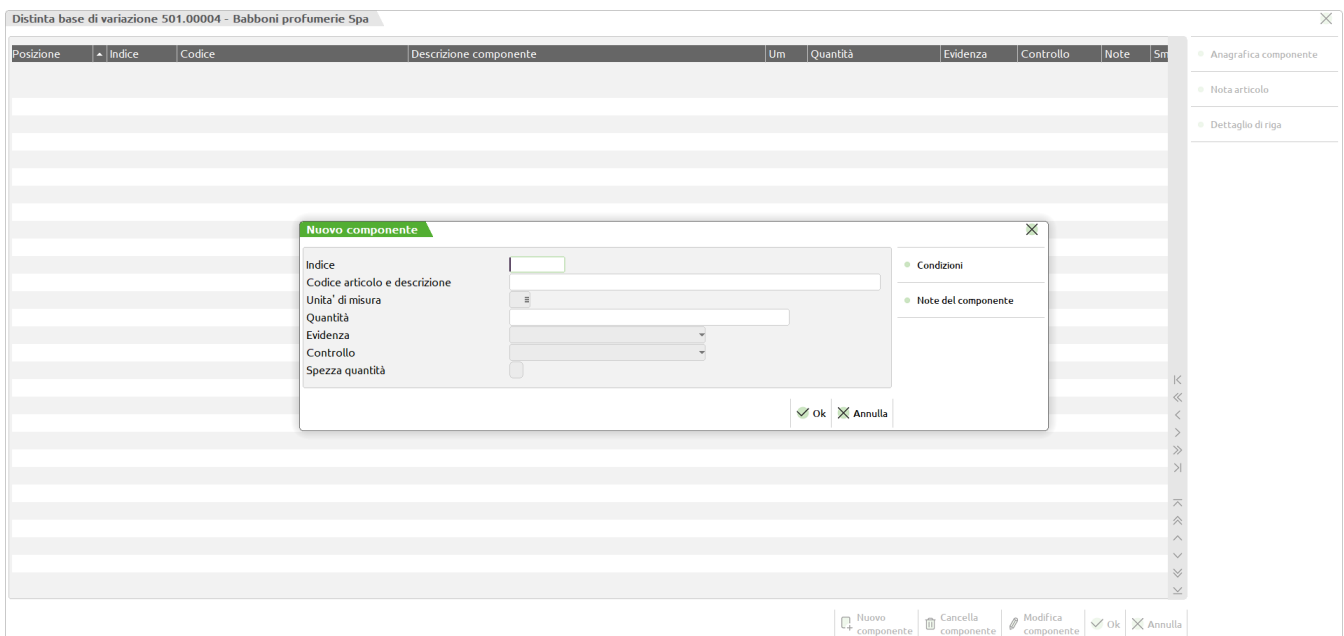 Distinta base di variazione 501.00004 - Babboni profumerie Spa
Posizione Indice Codice Descrizione componente Um Quantità Evidenza Controllo Note Sm
Anagrafica componente
Nota articolo
Dettaglio di riga
Nuovo componente
Indice
Codice articolo e descrizione
Unita' di misura
Quantità
Evidenza
Controllo
Spezza quantità
Condizioni
Note del componente
Ok Annulla
Nuovo componente
Cancella componente
Modifica componente
Ok Annulla